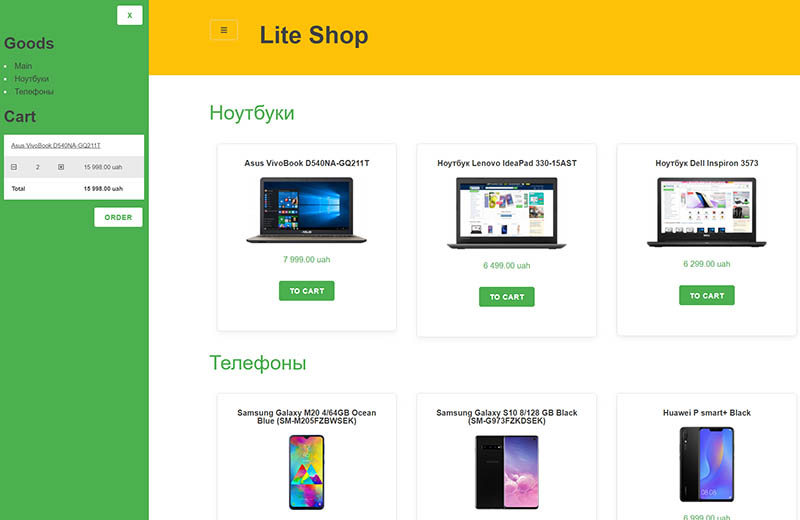 X
Goods
Main
Ноутбуки
Телефоны
Cart
Asus VivoBook D540NA-GQ211T
2 15 998.00 uah
Total 15 998.00 uah
ORDER
Lite Shop
Ноутбуки
Asus VivoBook D540NA-GQ211T
7 999.00 uah
TO CART
Ноутбук Lenovo IdeaPad 330-15AST
6 499.00 uah
TO CART
Ноутбук Dell Inspiron 3573
6 299.00 uah
TO CART
Телефоны
Samsung Galaxy M20 4/64GB Ocean
Blue (SM-M205FZBWSEK)
Samsung Galaxy S10 8/128 GB Black
(SM-G973FZKDSEK)
Huawei P smart+ Black
08:08
6 999.00 uah